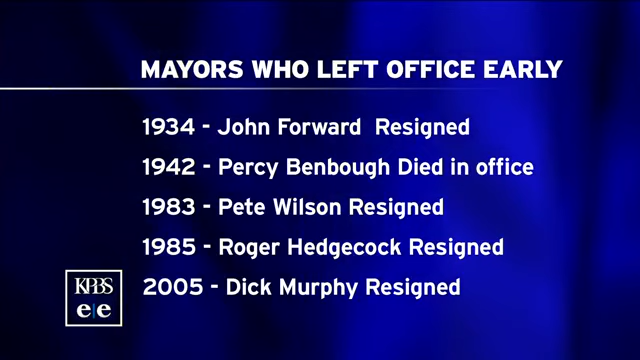 MAYORS WHO LEFT OFFICE EARLY
1934 - John Forward Resigned
1942 - Percy Benbough Died in office
1983 - Pete Wilson Resigned
1985 - Roger Hedgecock Resigned
2005 - Dick Murphy Resigned
KPBS
e|e